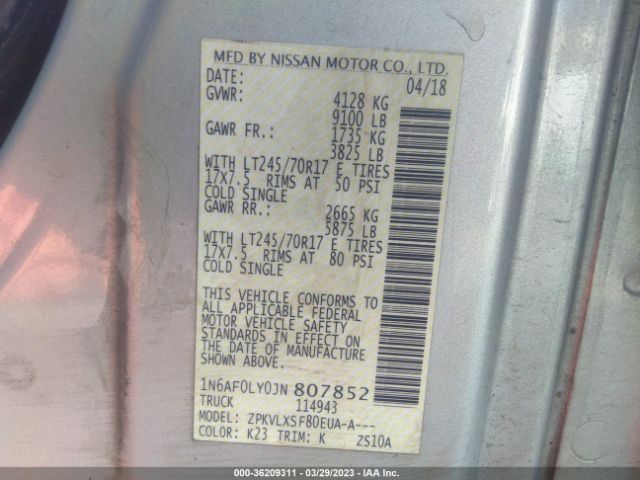 MFD BY NISSAN MOTOR CO., LTD.
DATE: 04/18
GVWR: 4128 KG
9100 LB
GAWR FR.: 1735 KG
3825 LB
WITH LT245/70R17 E TIRES
17X7.5 RIMS AT 50 PSI
COLD SINGLE
GAWR RR.: 2665 KG
5875 LB
WITH LT245/70R17 E TIRES
17X7.5 RIMS AT 80 PSI
COLD SINGLE
THIS VEHICLE CONFORMS TO
ALL APPLICABLE FEDERAL
MOTOR VEHICLE SAFETY
STANDARDS IN EFFECT ON
THE DATE OF MANUFACTURE
SHOWN ABOVE.
1N6AF0LY0JN 807852
TRUCK 114943
MODEL: ZPKVLXSF80EUA-A---
COLOR: K23 TRIM: K ZS10A
000-36209311 - 03/29/2023 - IAA Inc.